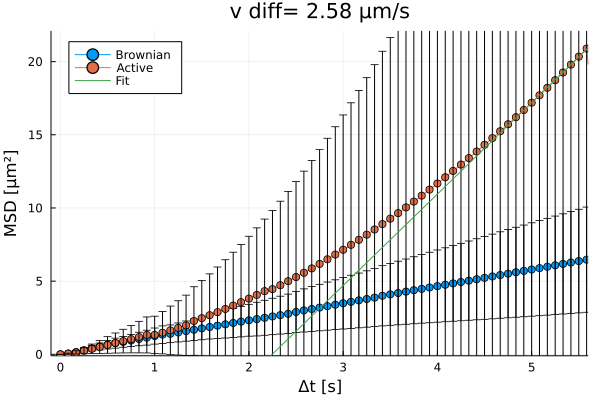 v diff= 2.58 μm/s
Brownian
Active
Fit
MSD [μm²]
20
15
10
5
0
0 1 2 3 4 5
Δt [s]